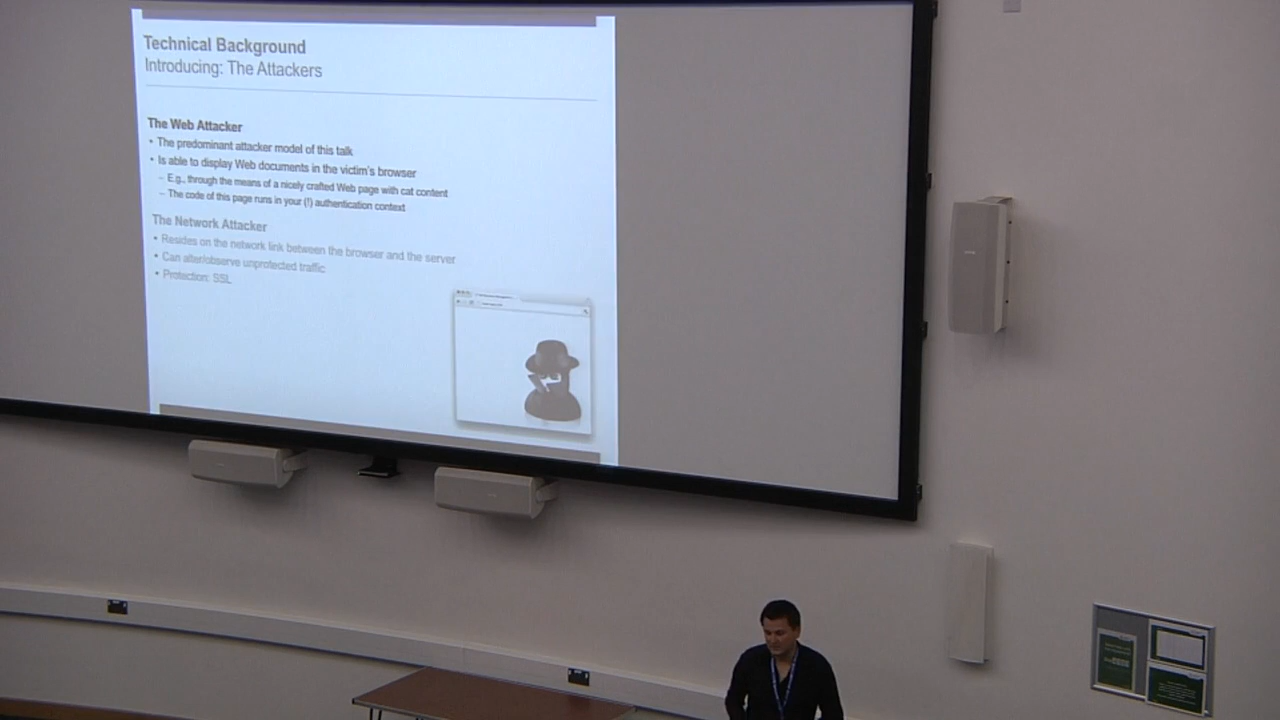 Technical Background
Introducing: The Attackers
The Web Attacker
• The predominant attacker model of this talk
• Is able to display Web documents in the victim's browser
– E.g., through the means of a nicely crafted Web page with cat content
– The code of this page runs in your (!) authentication context
The Network Attacker
• Resides on the network link between the browser and the server
• Can alter/observe unprotected traffic
• Protection: SSL